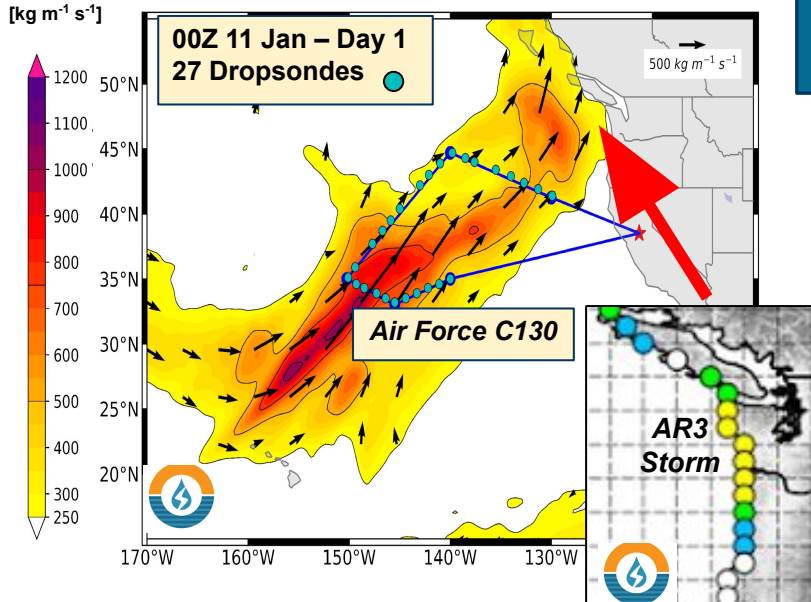 [kg m⁻¹ s⁻¹]
00Z 11 Jan – Day 1
27 Dropsondes
500 kg m⁻¹ s⁻¹
1200
1100
1000
900
800
700
600
500
400
300
250
50°N
45°N
40°N
35°N
30°N
25°N
20°N
Air Force C130
AR3
Storm
170°W
160°W
150°W
140°W
130°W